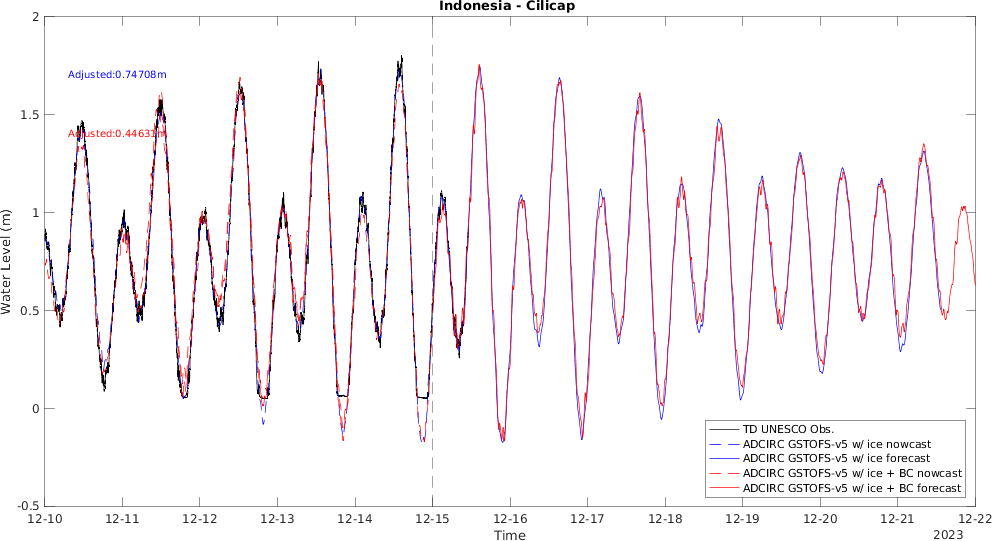 Indonesia - Cilicap
Water Level (m)
2
1.5
1
0.5
0
-0.5
Adjusted:0.74708m
Adjusted:0.44631m
TD UNESCO Obs.
ADCIRC GSTOFS-v5 w/ ice nowcast
ADCIRC GSTOFS-v5 w/ ice forecast
ADCIRC GSTOFS-v5 w/ ice + BC nowcast
ADCIRC GSTOFS-v5 w/ ice + BC forecast
12-10 12-11 12-12 12-13 12-14 12-15 12-16 12-17 12-18 12-19 12-20 12-21 12-22
Time
2023